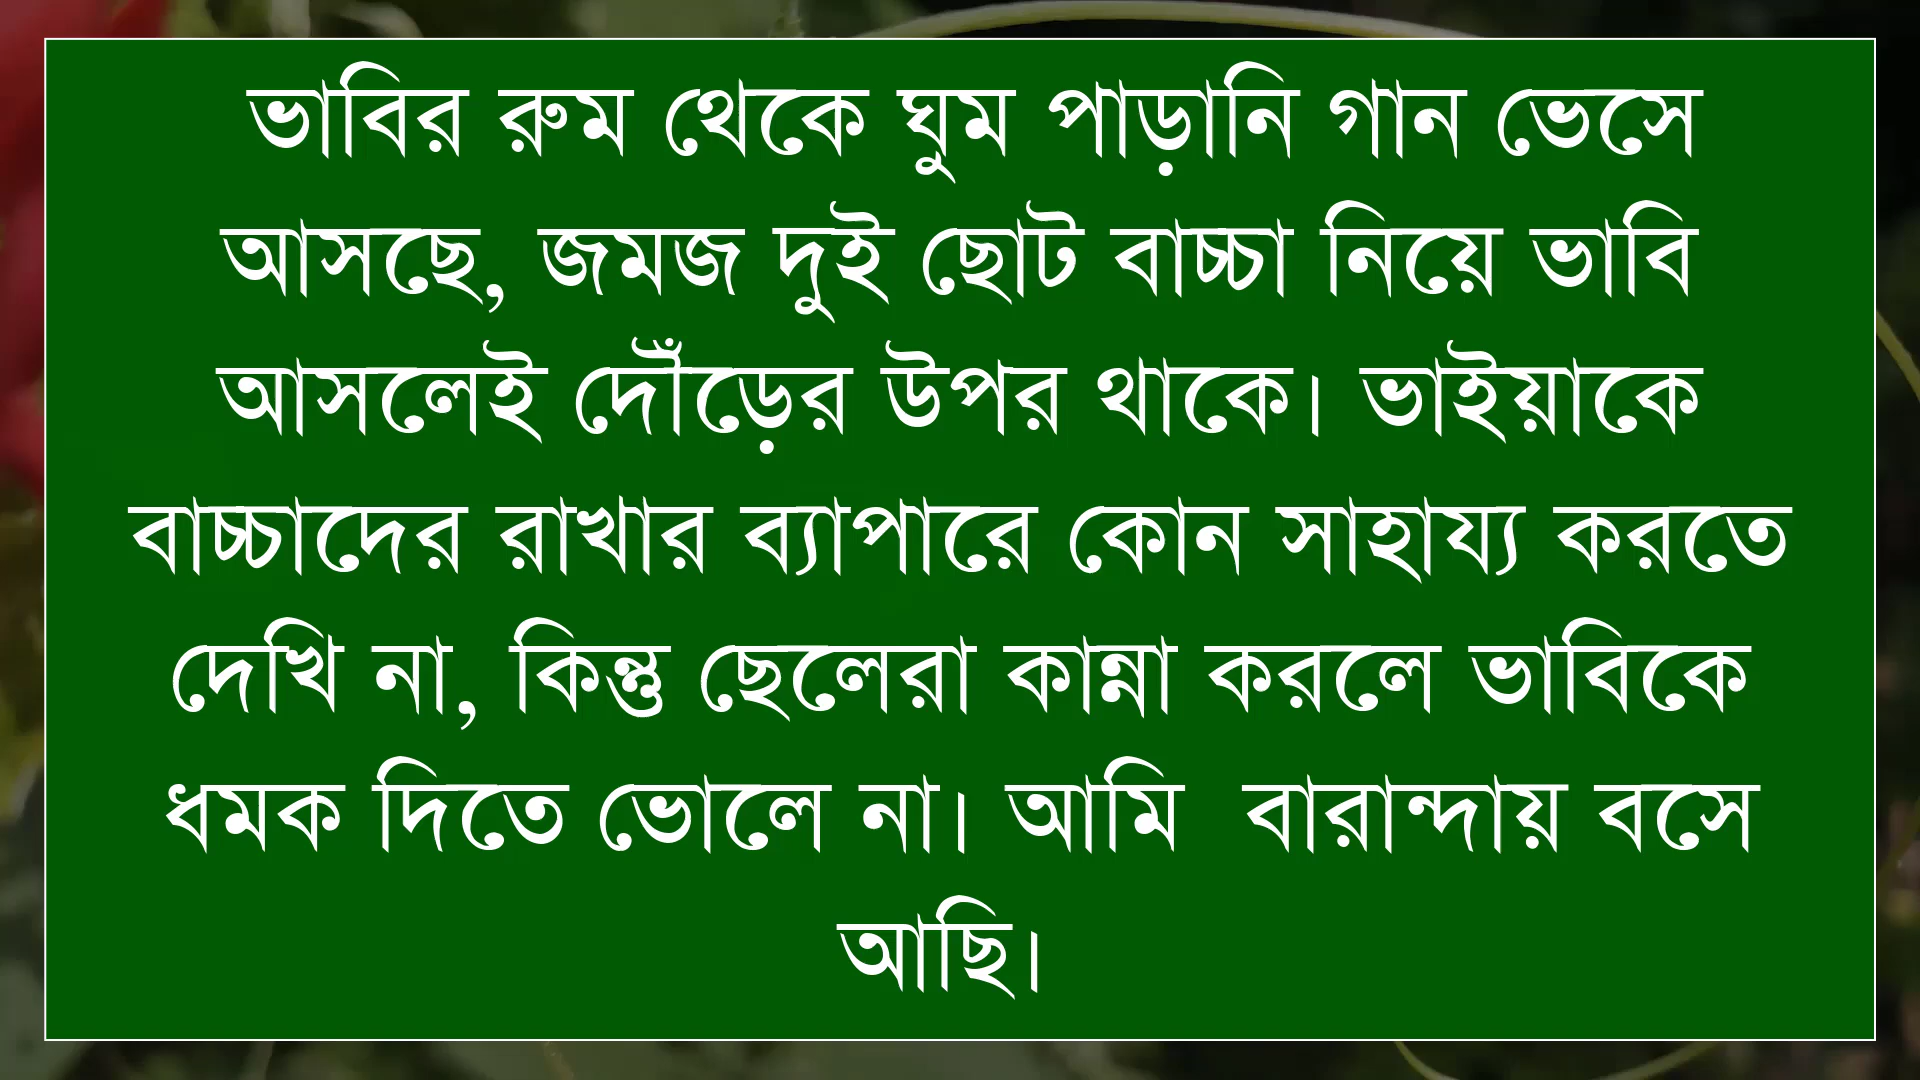 ভাবির রুম থেকে ঘুম পাড়ানি গান ভেসে
আসছে, জমজ দুই ছোট বাচ্চা নিয়ে ভাবি
আসলেই দৌঁড়ের উপর থাকে। ভাইয়াকে
বাচ্চাদের রাখার ব্যাপারে কোন সাহায্য করতে
দেখি না, কিন্তু ছেলেরা কান্না করলে ভাবিকে
ধমক দিতে ভোলে না। আমি  বারান্দায় বসে
আছি।